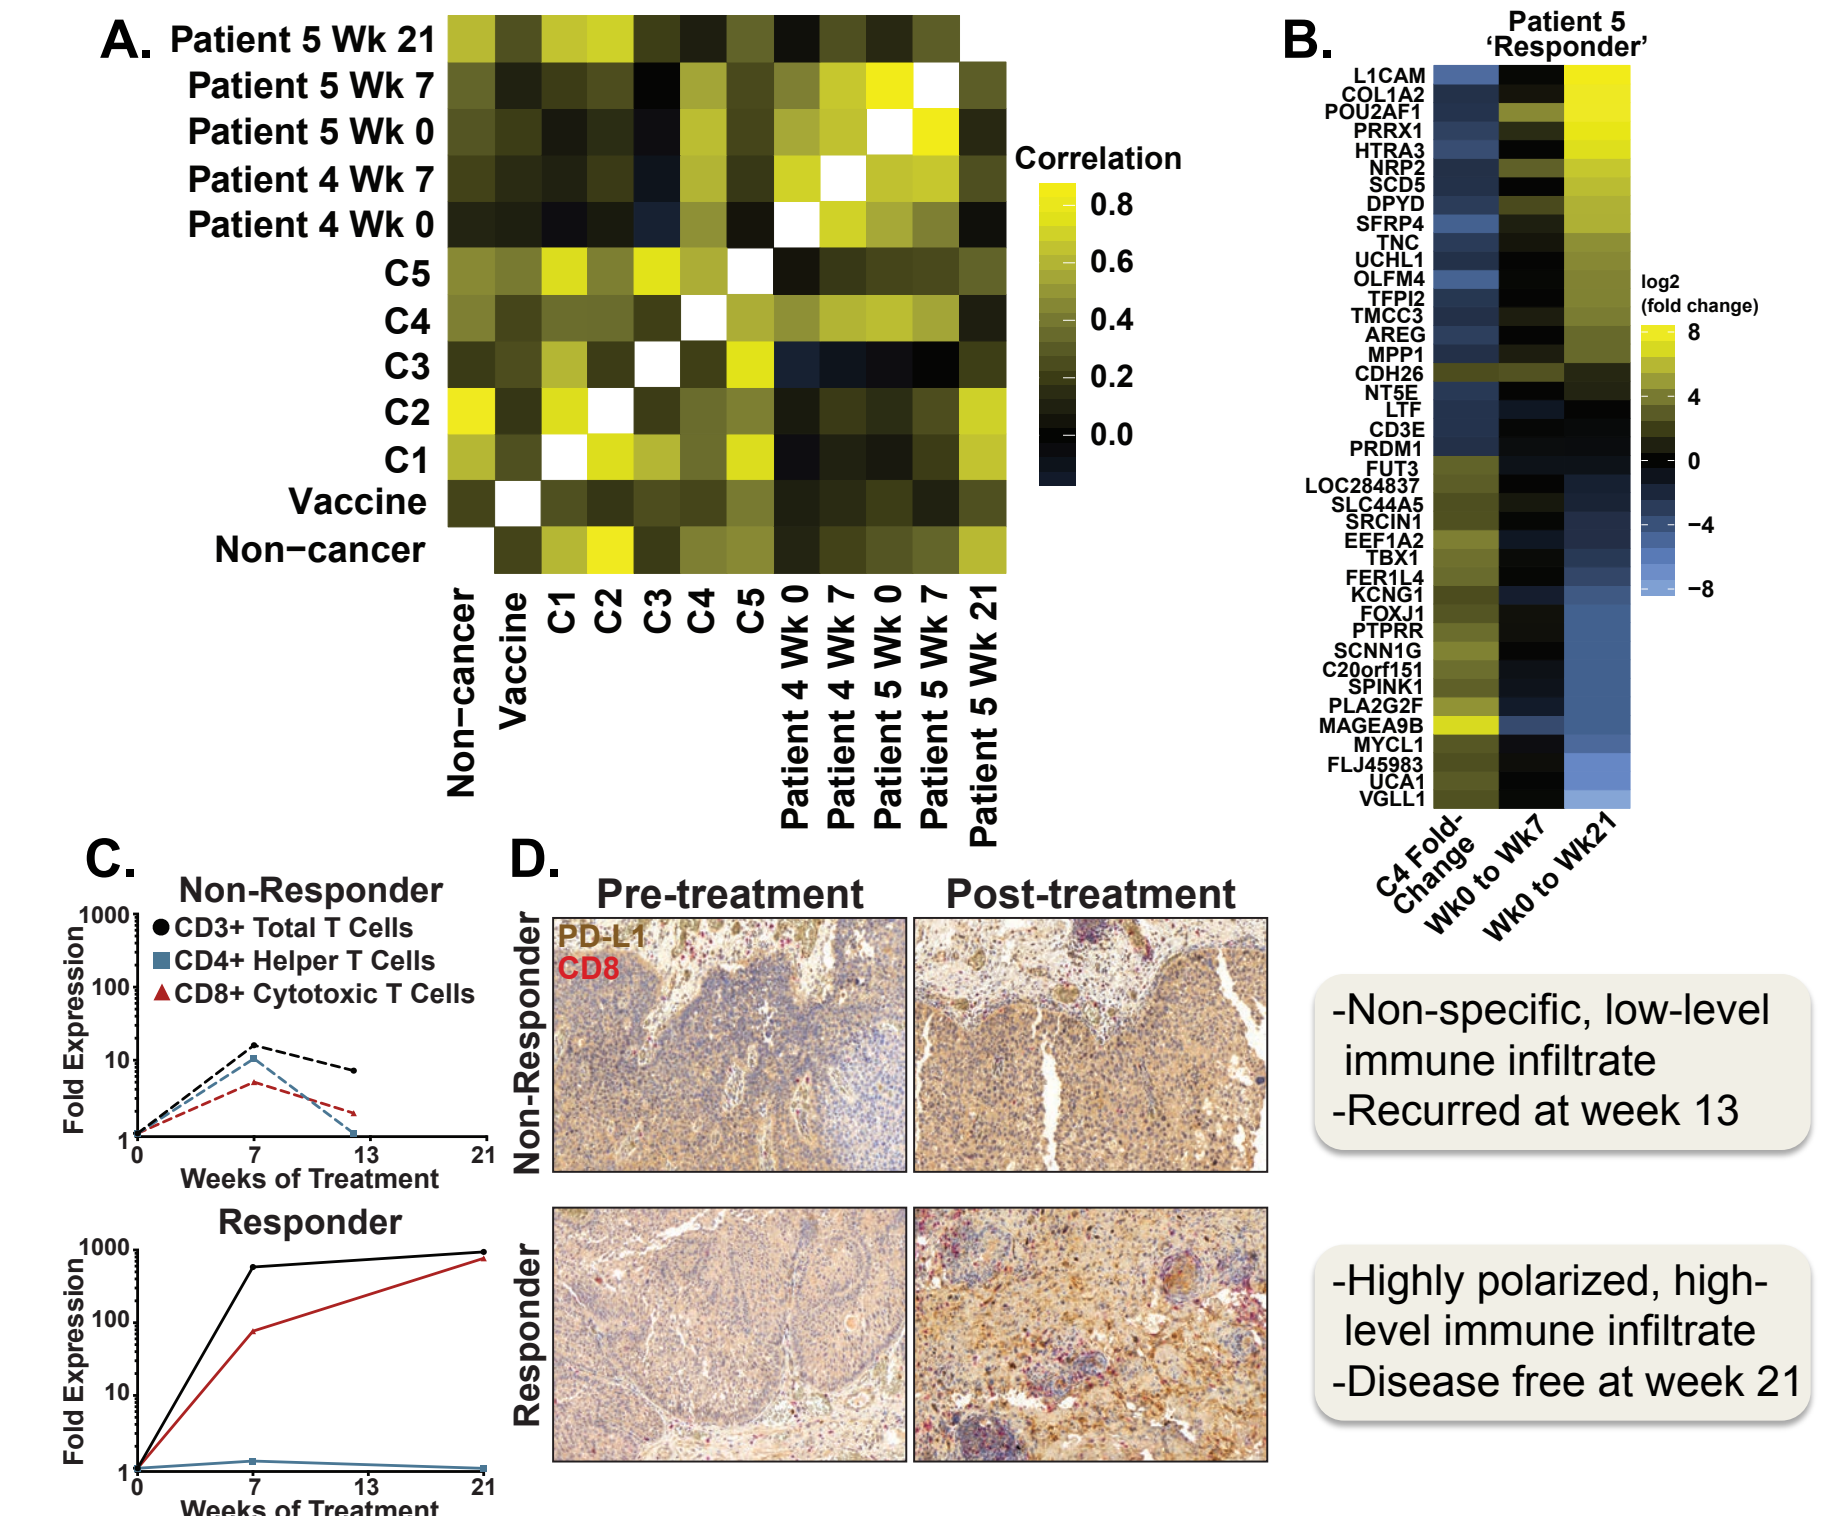 A.
Patient 5 Wk 21
Patient 5 Wk 7
Patient 5 Wk 0
Patient 4 Wk 7
Patient 4 Wk 0
C5
C4
C3
C2
C1
Vaccine
Non−cancer
Non−cancer
Vaccine
C1
C2
C3
C4
C5
Patient 4 Wk 0
Patient 4 Wk 7
Patient 5 Wk 0
Patient 5 Wk 7
Patient 5 Wk 21
Correlation
0.8
0.6
0.4
0.2
0.0
B.
Patient 5
‘Responder’
L1CAM
COL1A2
POU2AF1
PRRX1
HTRA3
NRP2
SCD5
DPYD
SFRP4
TNC
UCHL1
OLFM4
TFPI2
TMCC3
AREG
MPP1
CDH26
NT5E
LTF
CD3E
PRDM1
FUT3
LOC284837
SLC44A5
SRCIN1
EEF1A2
TBX1
FER1L4
KCNG1
FOXJ1
PTPRR
SCNN1G
C20orf151
SPINK1
PLA2G2F
MAGEA9B
MYCL1
FLJ45983
UCA1
VGLL1
C4 Fold-
Change
Wk0 to Wk7
Wk0 to Wk21
log2
(fold change)
8
4
0
−4
−8
C.
Non-Responder
CD3+ Total T Cells
CD4+ Helper T Cells
CD8+ Cytotoxic T Cells
Fold Expression
1000
100
10
1
0 7 13 21
Weeks of Treatment
Responder
Fold Expression
1000
100
10
1
0 7 13 21
Weeks of Treatment
D.
Pre-treatment
Post-treatment
Non-Responder
PD-L1
CD8
Responder
-Non-specific, low-level
immune infiltrate
-Recurred at week 13
-Highly polarized, high-
level immune infiltrate
-Disease free at week 21